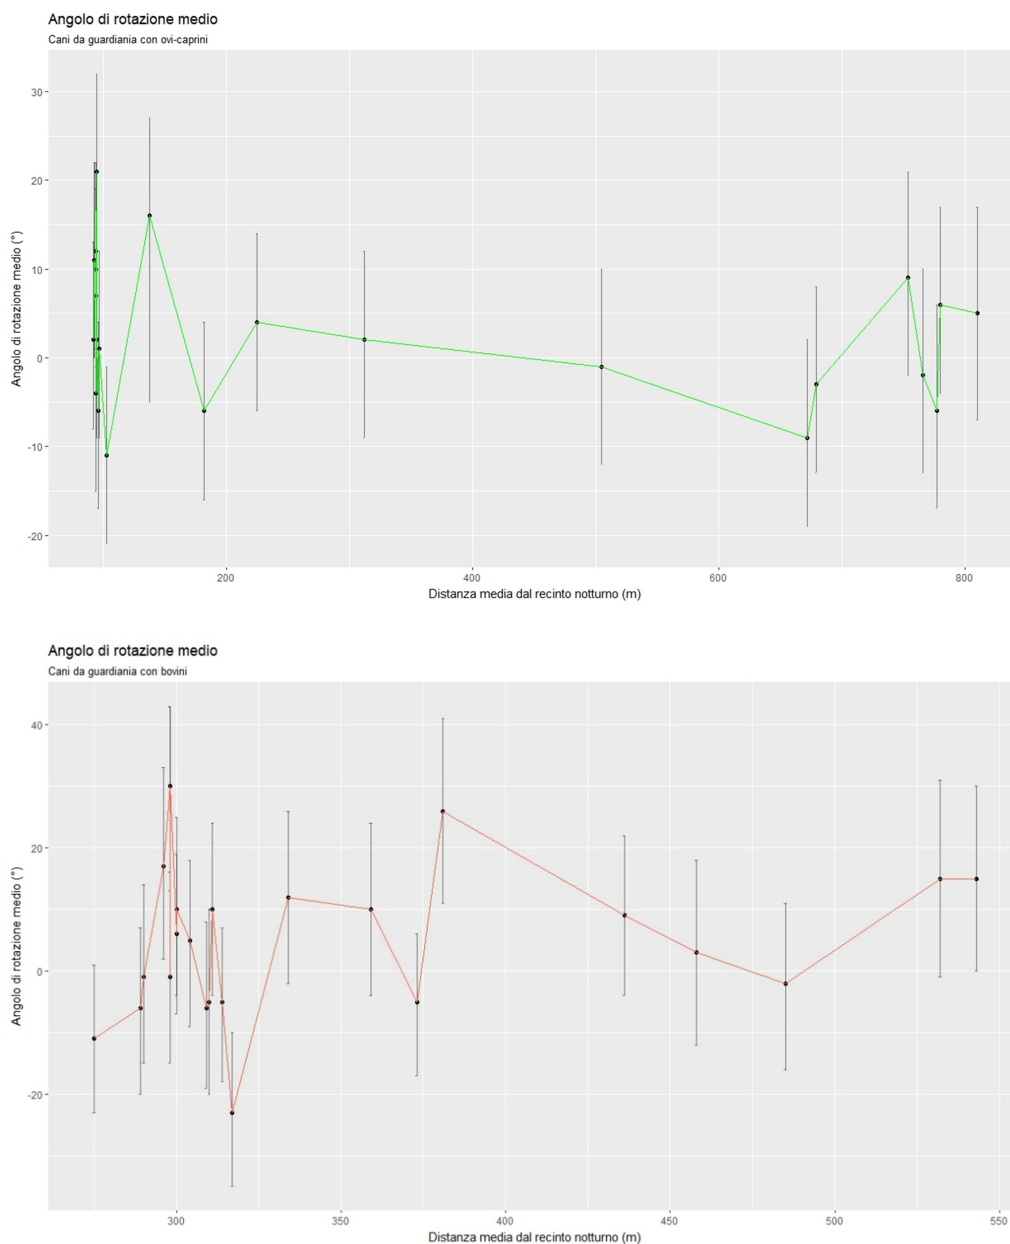 Angolo di rotazione medio
Cani da guardiania con ovi-caprini
30
20
10
0
-10
-20
Angolo di rotazione medio (°)
200 400 600 800
Distanza media dal recinto notturno (m)
Angolo di rotazione medio
Cani da guardiania con bovini
40
20
0
-20
Angolo di rotazione medio (°)
300 350 400 450 500 550
Distanza media dal recinto notturno (m)